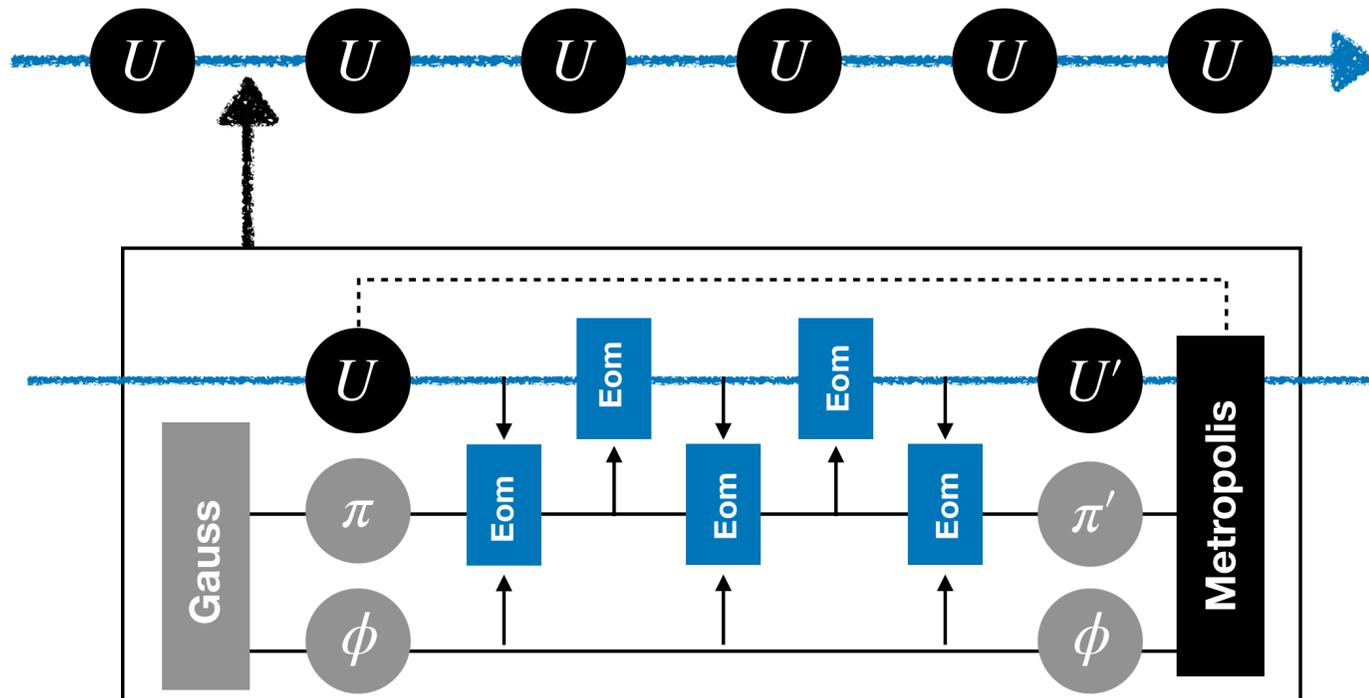 U U U U U U
Eom Eom
U U′
Eom Eom Eom
π π′
Gauss Metropolis
ϕ ϕ